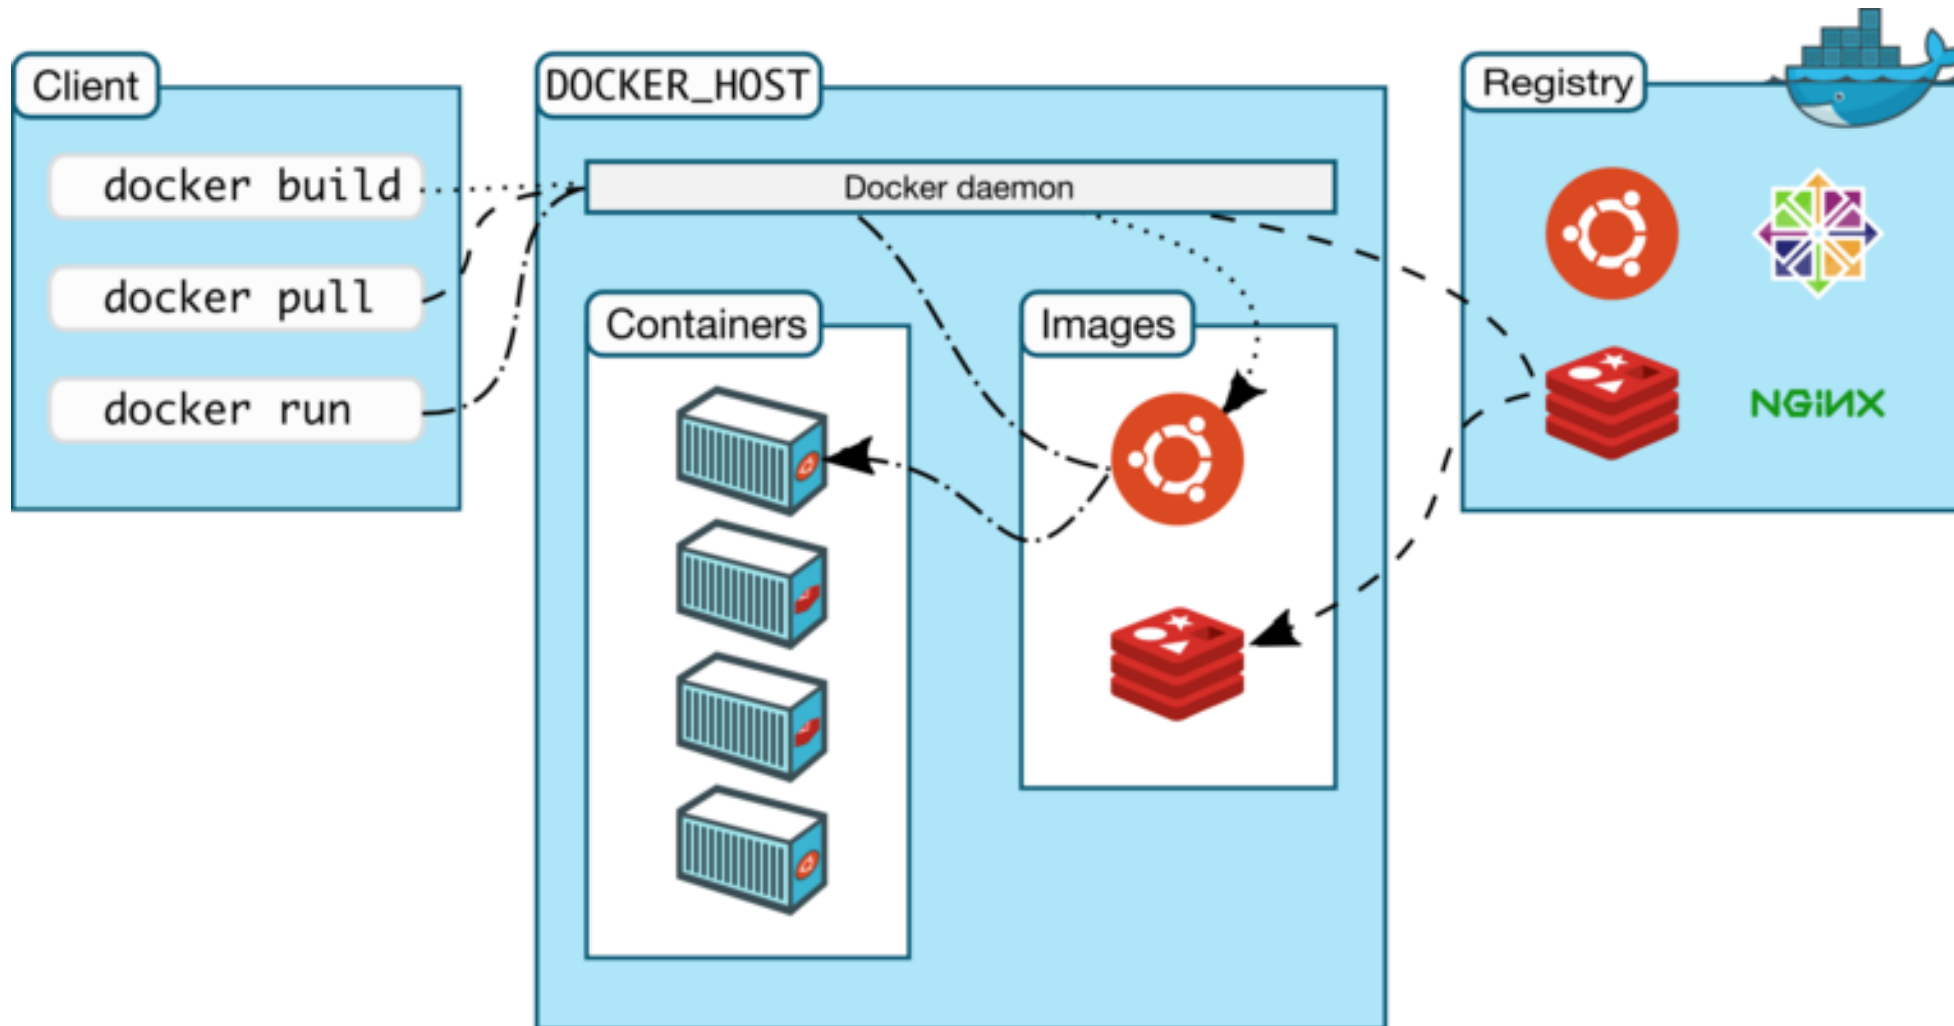 Client
docker build
docker pull
docker run
DOCKER_HOST
Docker daemon
Containers
Images
Registry
NGiNX